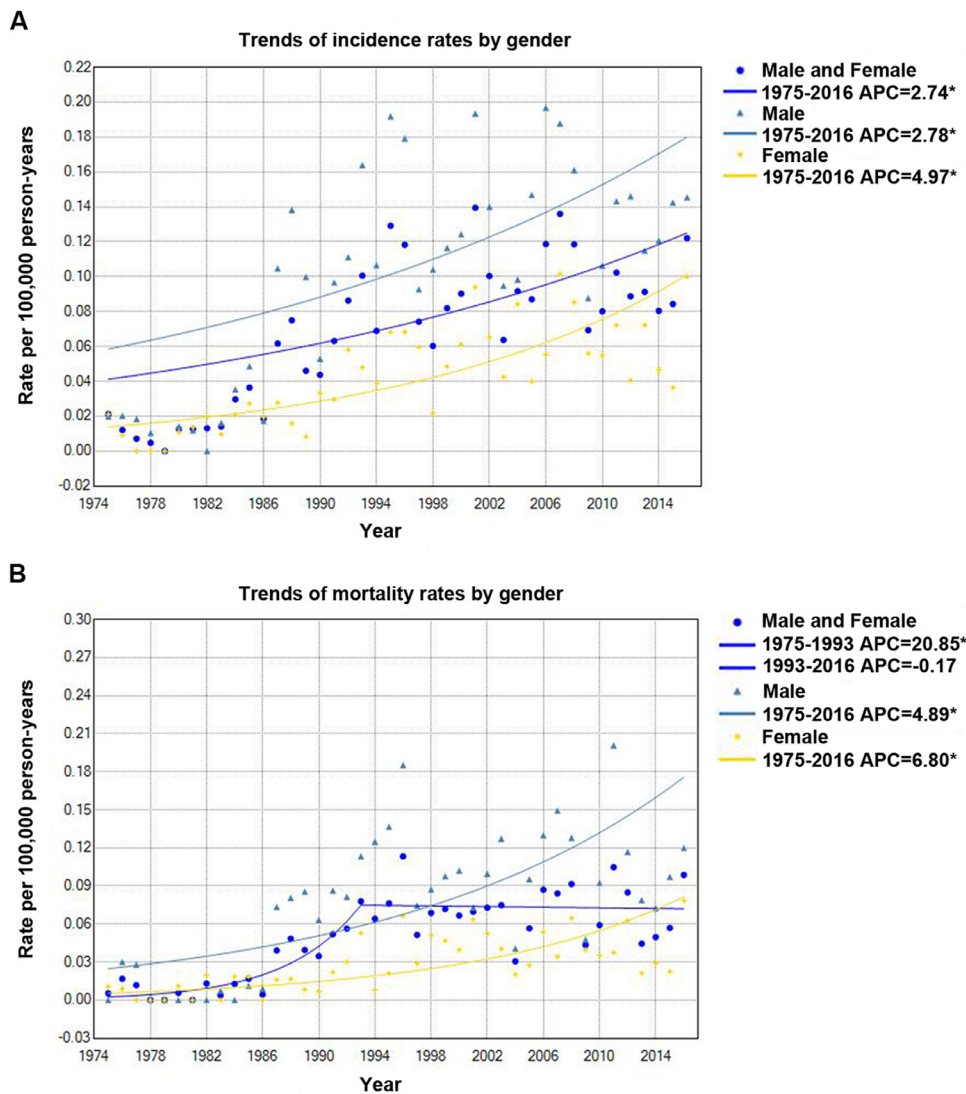 A
Trends of incidence rates by gender
0.22
0.20
0.18
0.16
0.14
0.12
0.10
0.08
0.06
0.04
0.02
0.00
-0.02
Rate per 100,000 person-years
1974 1978 1982 1986 1990 1994 1998 2002 2006 2010 2014
Year
Male and Female
1975-2016 APC=2.74*
Male
1975-2016 APC=2.78*
Female
1975-2016 APC=4.97*
B
Trends of mortality rates by gender
0.30
0.27
0.24
0.21
0.18
0.15
0.12
0.09
0.06
0.03
0.00
-0.03
Rate per 100,000 person-years
1974 1978 1982 1986 1990 1994 1998 2002 2006 2010 2014
Year
Male and Female
1975-1993 APC=20.85*
1993-2016 APC=-0.17
Male
1975-2016 APC=4.89*
Female
1975-2016 APC=6.80*